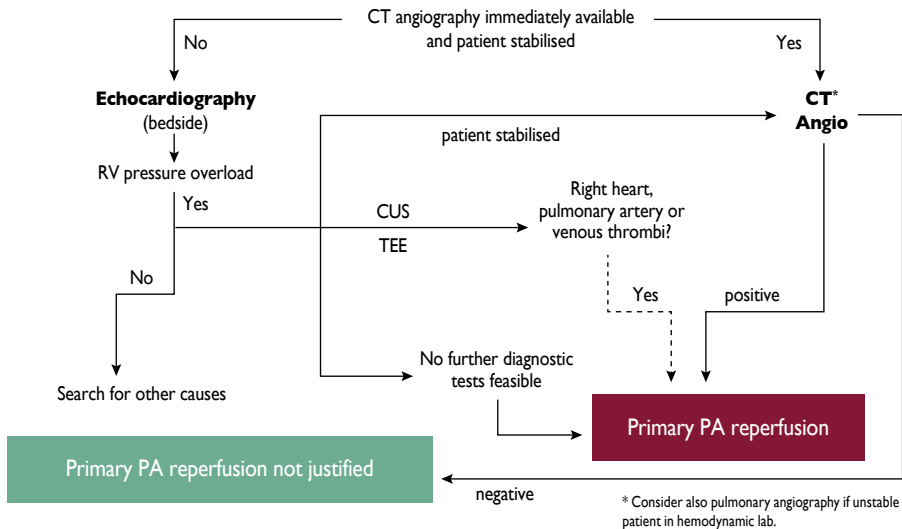 CT angiography immediately available
and patient stabilised
No
Yes
Echocardiography
(bedside)
CT*
Angio
patient stabilised
RV pressure overload
Yes
Right heart,
pulmonary artery or
venous thrombi?
CUS
TEE
No
Yes
positive
No further diagnostic
tests feasible
Search for other causes
Primary PA reperfusion
Primary PA reperfusion not justified
negative
* Consider also pulmonary angiography if unstable
patient in hemodynamic lab.